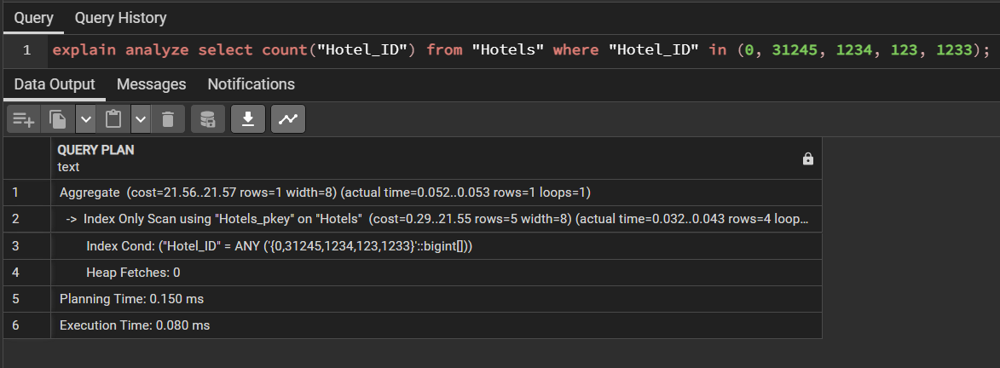 Query Query History
1 explain analyze select count("Hotel_ID") from "Hotels" where "Hotel_ID" in (0, 31245, 1234, 123, 1233);
Data Output Messages Notifications
QUERY PLAN
text
1 Aggregate (cost=21.56..21.57 rows=1 width=8) (actual time=0.052..0.053 rows=1 loops=1)
2 -> Index Only Scan using "Hotels_pkey" on "Hotels" (cost=0.29..21.55 rows=5 width=8) (actual time=0.032..0.043 rows=4 loop...
3 Index Cond: ("Hotel_ID" = ANY ('{0,31245,1234,123,1233}'::bigint[]))
4 Heap Fetches: 0
5 Planning Time: 0.150 ms
6 Execution Time: 0.080 ms